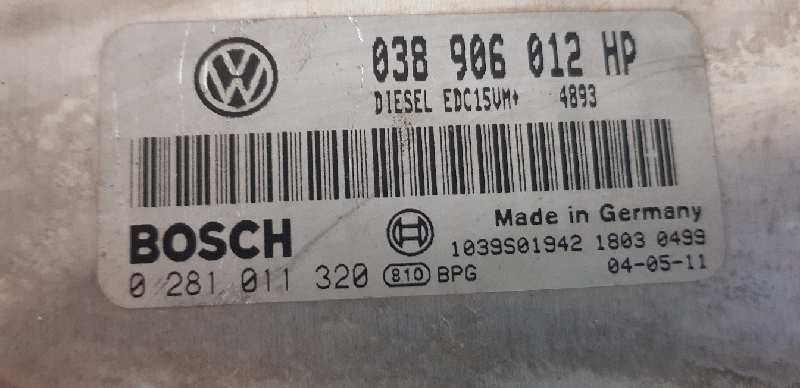 038 906 012 HP
DIESEL EDC15VM+ 4893
BOSCH
Made in Germany
1039S01942 1803 0499
0 281 011 320 810 BPG
04-05-11